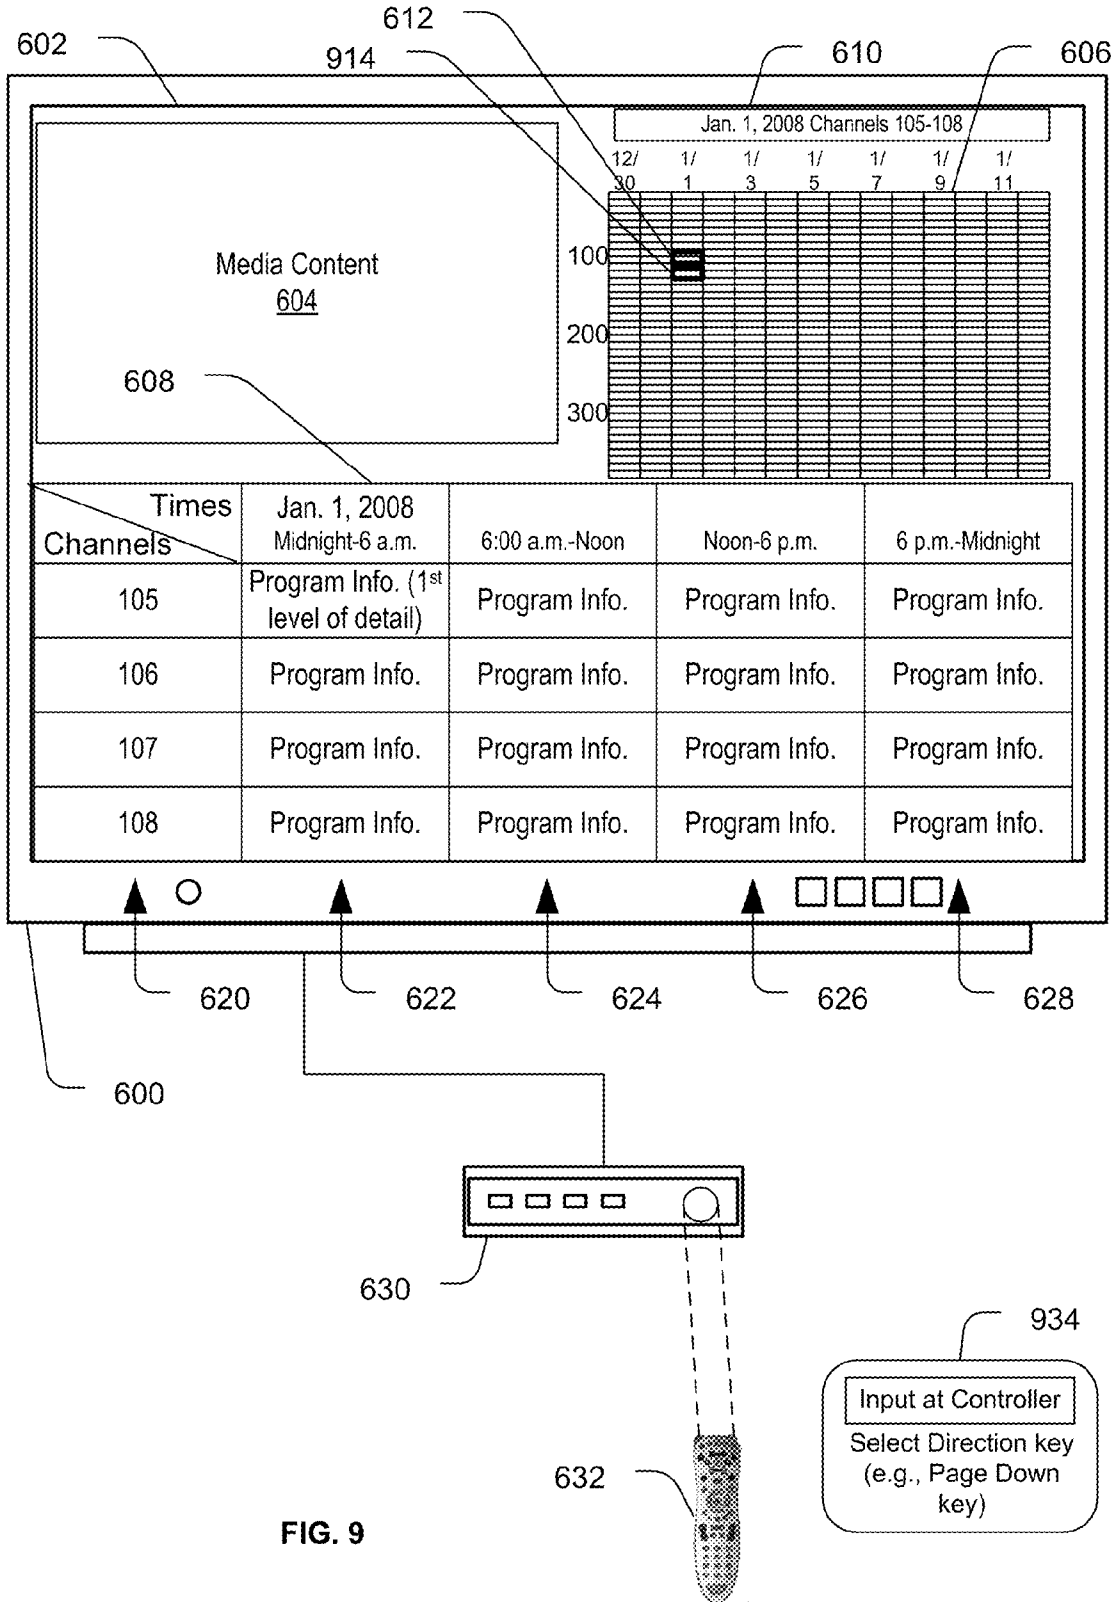 612
602
914
610
606
Jan. 1, 2008 Channels 105-108
12/ 1/ 1/ 1/ 1/ 1/ 1/
30 1 3 5 7 9 11
100
200
300
Media Content
604
608
Times
Channels
Jan. 1, 2008
Midnight-6 a.m.
6:00 a.m.-Noon
Noon-6 p.m.
6 p.m.-Midnight
105
Program Info. (1st
level of detail)
Program Info.
Program Info.
Program Info.
106
Program Info.
Program Info.
Program Info.
Program Info.
107
Program Info.
Program Info.
Program Info.
Program Info.
108
Program Info.
Program Info.
Program Info.
Program Info.
620
622
624
626
628
600
630
934
Input at Controller
Select Direction key
(e.g., Page Down
key)
632
FIG. 9